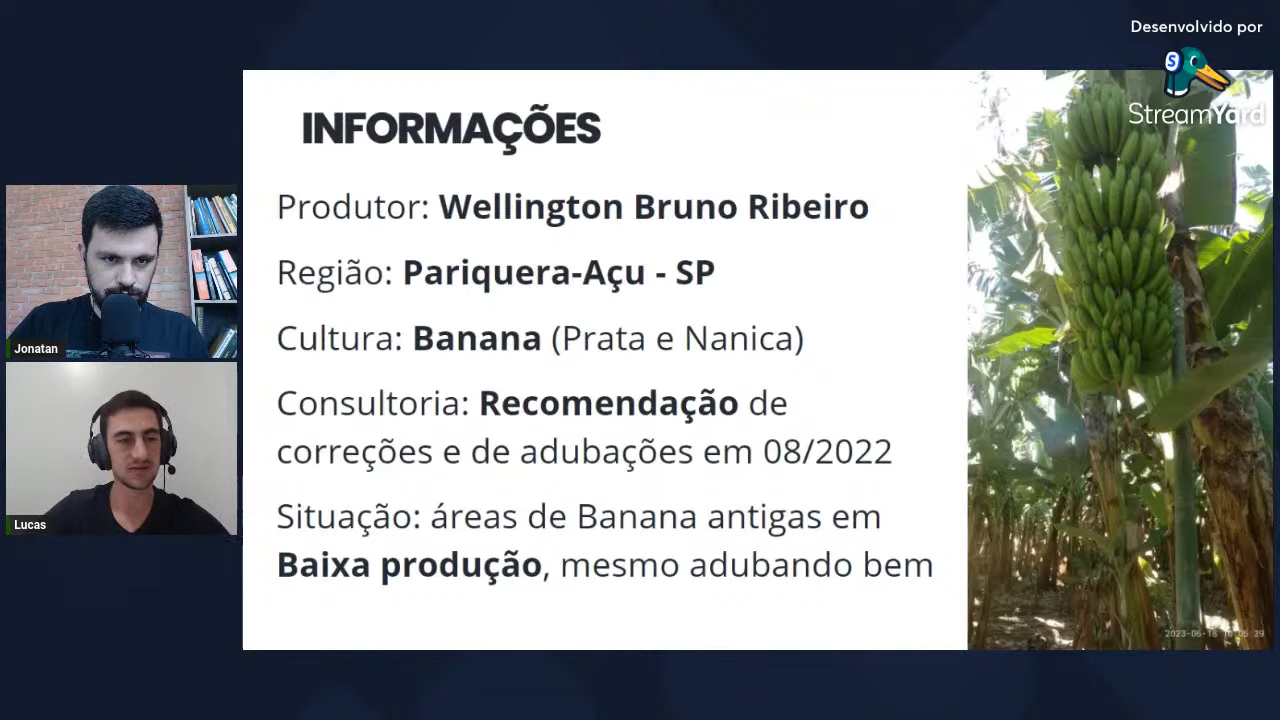 Desenvolvido por
StreamYard
INFORMAÇÕES
Produtor: Wellington Bruno Ribeiro
Região: Pariquera-Açu - SP
Cultura: Banana (Prata e Nanica)
Consultoria: Recomendação de
correções e de adubações em 08/2022
Situação: áreas de Banana antigas em
Baixa produção, mesmo adubando bem
Jonatan
Lucas